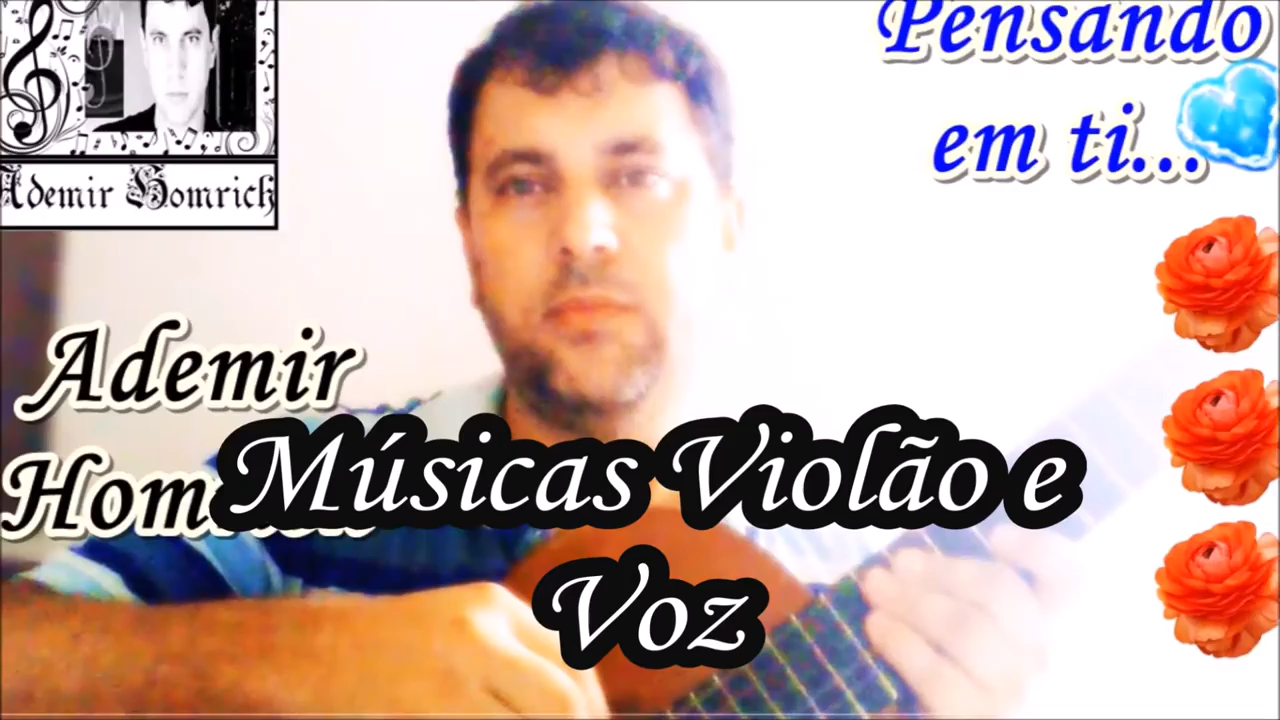 Pensando
em ti...
Ademir Homrich
Ademir
Músicas Violão e
Voz